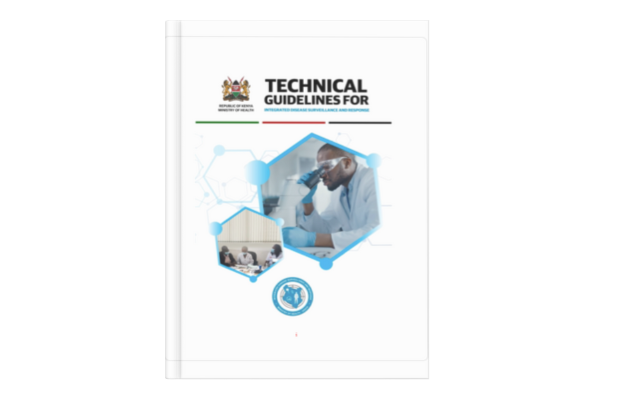 REPUBLIC OF KENYA
MINISTRY OF HEALTH
TECHNICAL
GUIDELINES FOR
INTEGRATED DISEASE SURVEILLANCE AND RESPONSE